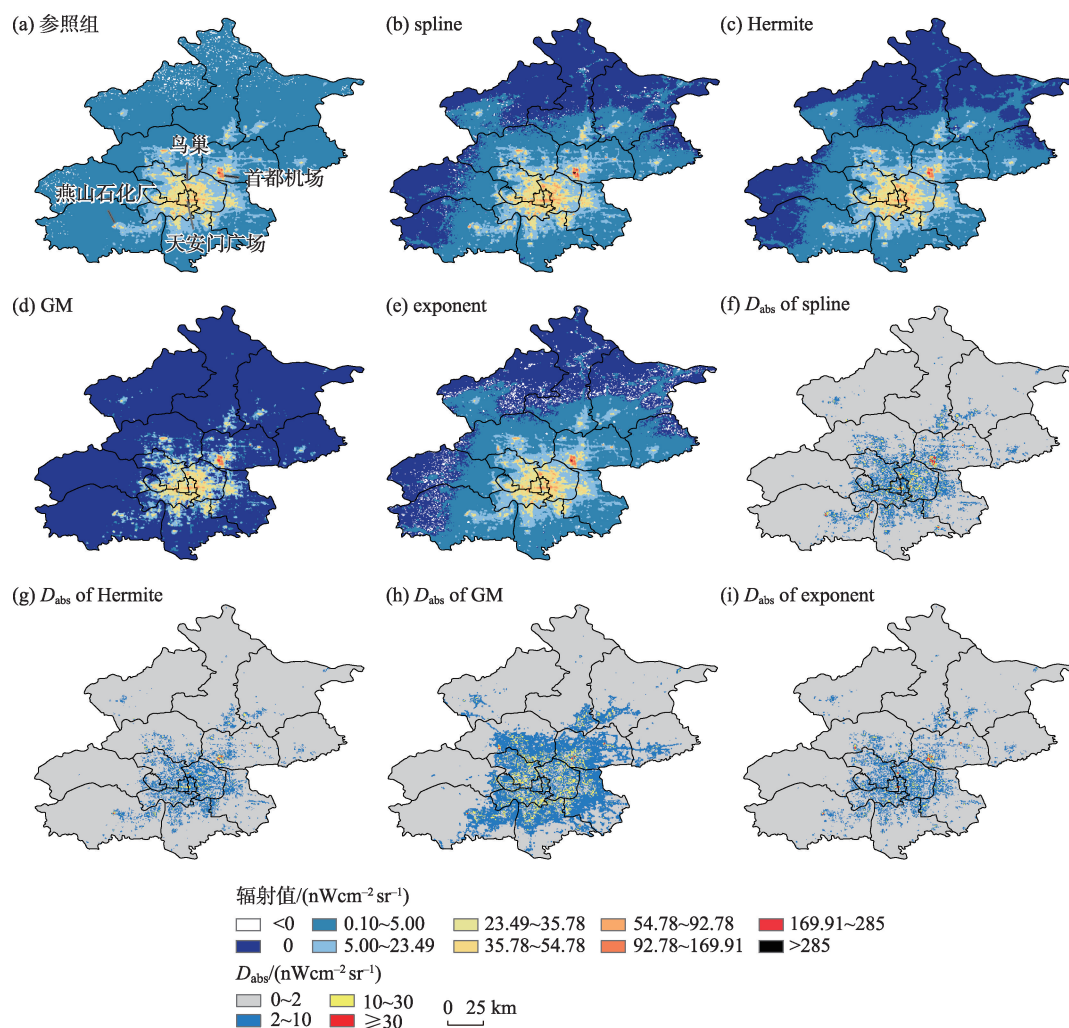 (a) 参照组
(b) spline
(c) Hermite
鸟巢
首都机场
燕山石化厂
天安门广场
(d) GM
(e) exponent
(f) Dabs of spline
(g) Dabs of Hermite
(h) Dabs of GM
(i) Dabs of exponent
辐射值/(nWcm⁻² sr⁻¹)
<0 0.10~5.00 23.49~35.78 54.78~92.78 169.91~285
0 5.00~23.49 35.78~54.78 92.78~169.91 >285
Dabs/(nWcm⁻² sr⁻¹)
0~2 10~30
2~10 ≥30
0 25 km